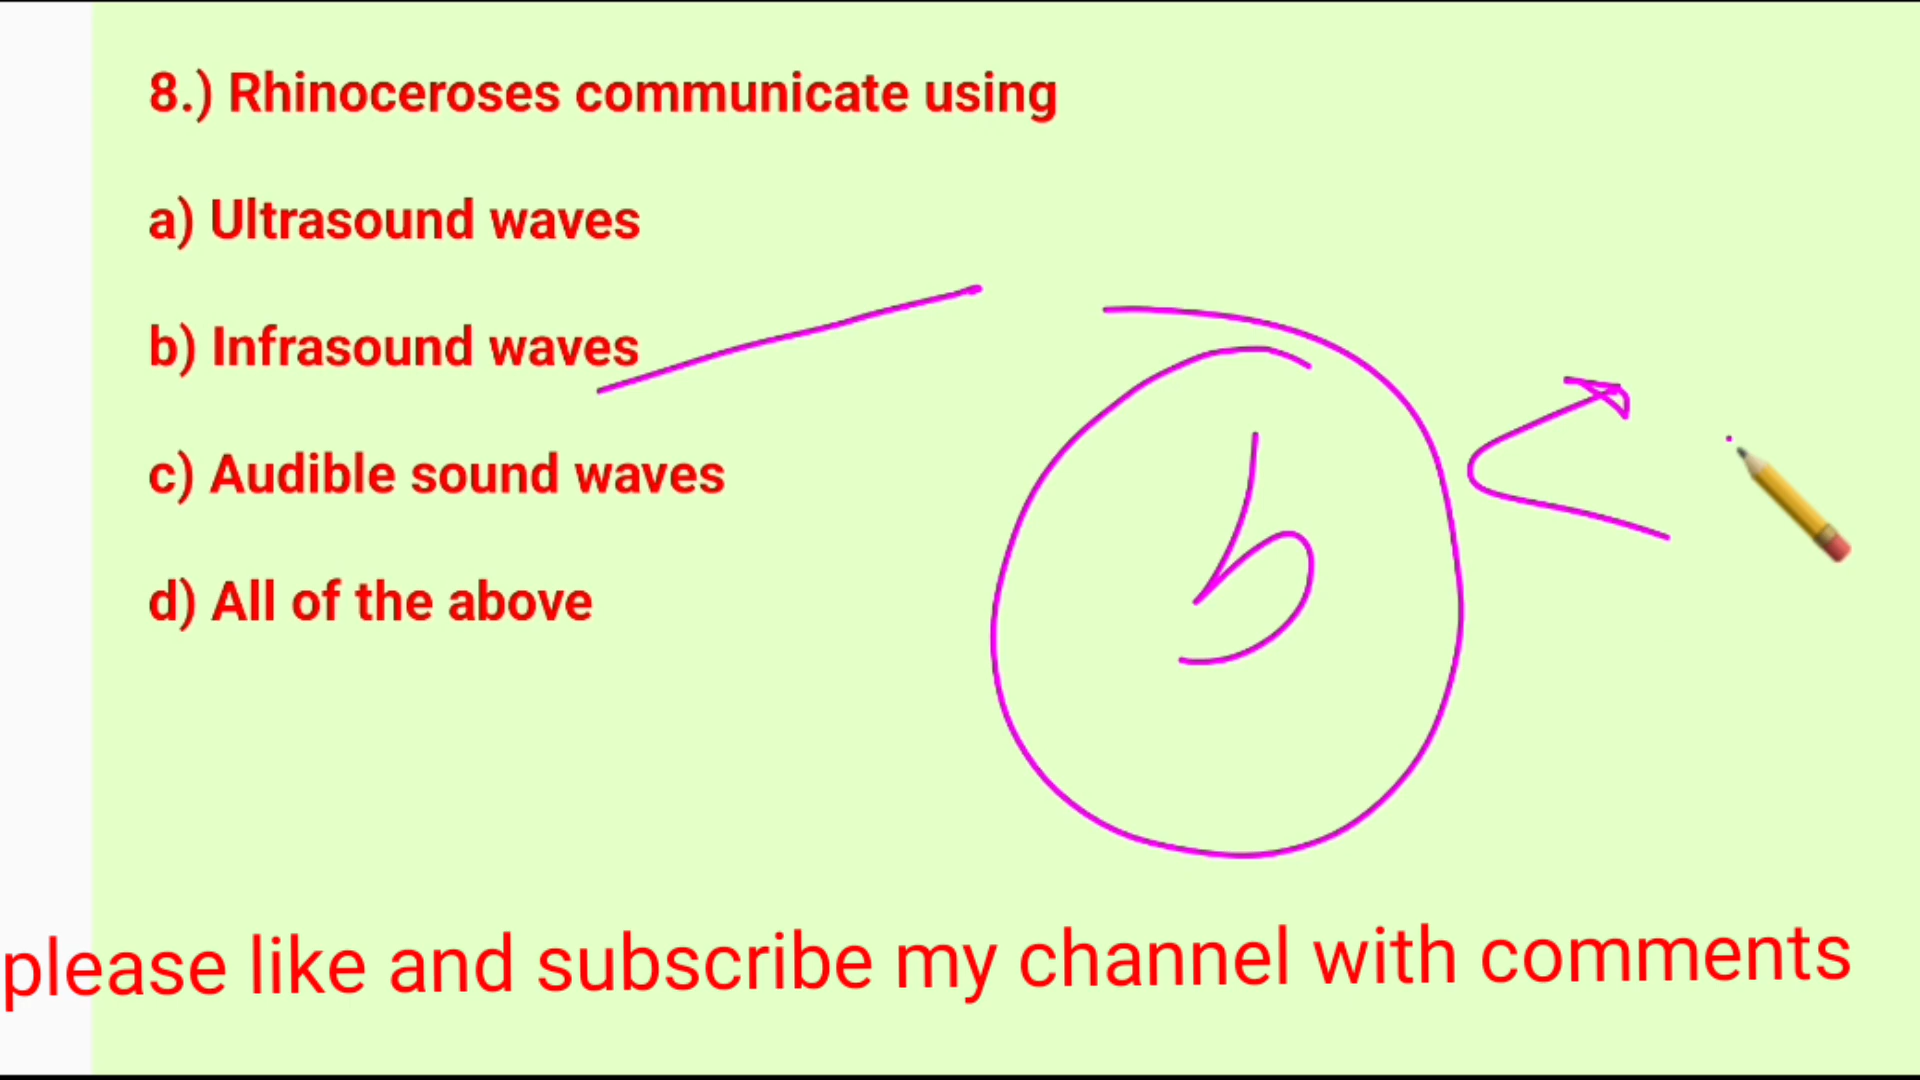 8.) Rhinoceroses communicate using
a) Ultrasound waves
b) Infrasound waves
c) Audible sound waves
d) All of the above
b
please like and subscribe my channel with comments